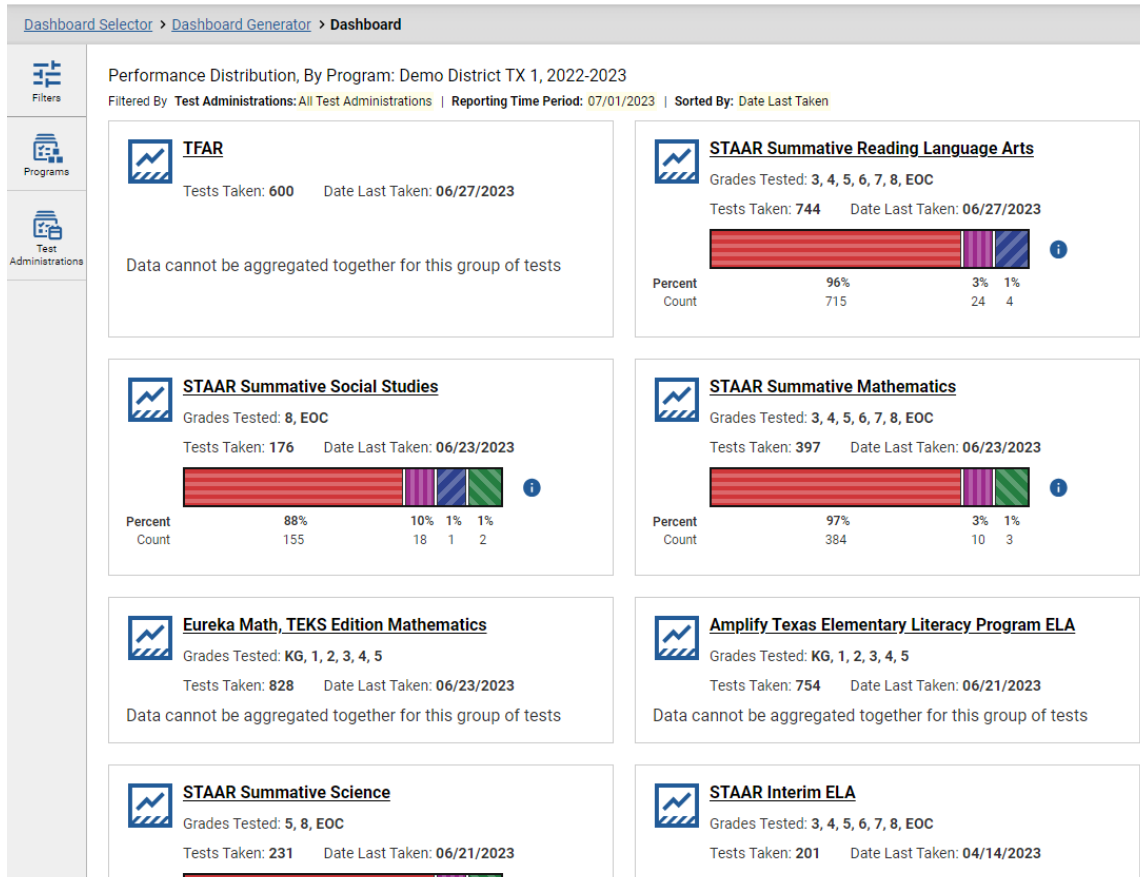 Dashboard Selector > Dashboard Generator > Dashboard
Filters
Programs
Test
Administrations
Performance Distribution, By Program: Demo District TX 1, 2022-2023
Filtered By Test Administrations: All Test Administrations | Reporting Time Period: 07/01/2023 | Sorted By: Date Last Taken
TFAR
Tests Taken: 600 Date Last Taken: 06/27/2023
Data cannot be aggregated together for this group of tests
STAAR Summative Reading Language Arts
Grades Tested: 3, 4, 5, 6, 7, 8, EOC
Tests Taken: 744 Date Last Taken: 06/27/2023
i
Percent 96% 3% 1%
Count 715 24 4
STAAR Summative Social Studies
Grades Tested: 8, EOC
Tests Taken: 176 Date Last Taken: 06/23/2023
i
Percent 88% 10% 1% 1%
Count 155 18 1 2
STAAR Summative Mathematics
Grades Tested: 3, 4, 5, 6, 7, 8, EOC
Tests Taken: 397 Date Last Taken: 06/23/2023
i
Percent 97% 3% 1%
Count 384 10 3
Eureka Math, TEKS Edition Mathematics
Grades Tested: KG, 1, 2, 3, 4, 5
Tests Taken: 828 Date Last Taken: 06/23/2023
Data cannot be aggregated together for this group of tests
Amplify Texas Elementary Literacy Program ELA
Grades Tested: KG, 1, 2, 3, 4, 5
Tests Taken: 754 Date Last Taken: 06/21/2023
Data cannot be aggregated together for this group of tests
STAAR Summative Science
Grades Tested: 5, 8, EOC
Tests Taken: 231 Date Last Taken: 06/21/2023
STAAR Interim ELA
Grades Tested: 3, 4, 5, 6, 7, 8, EOC
Tests Taken: 201 Date Last Taken: 04/14/2023